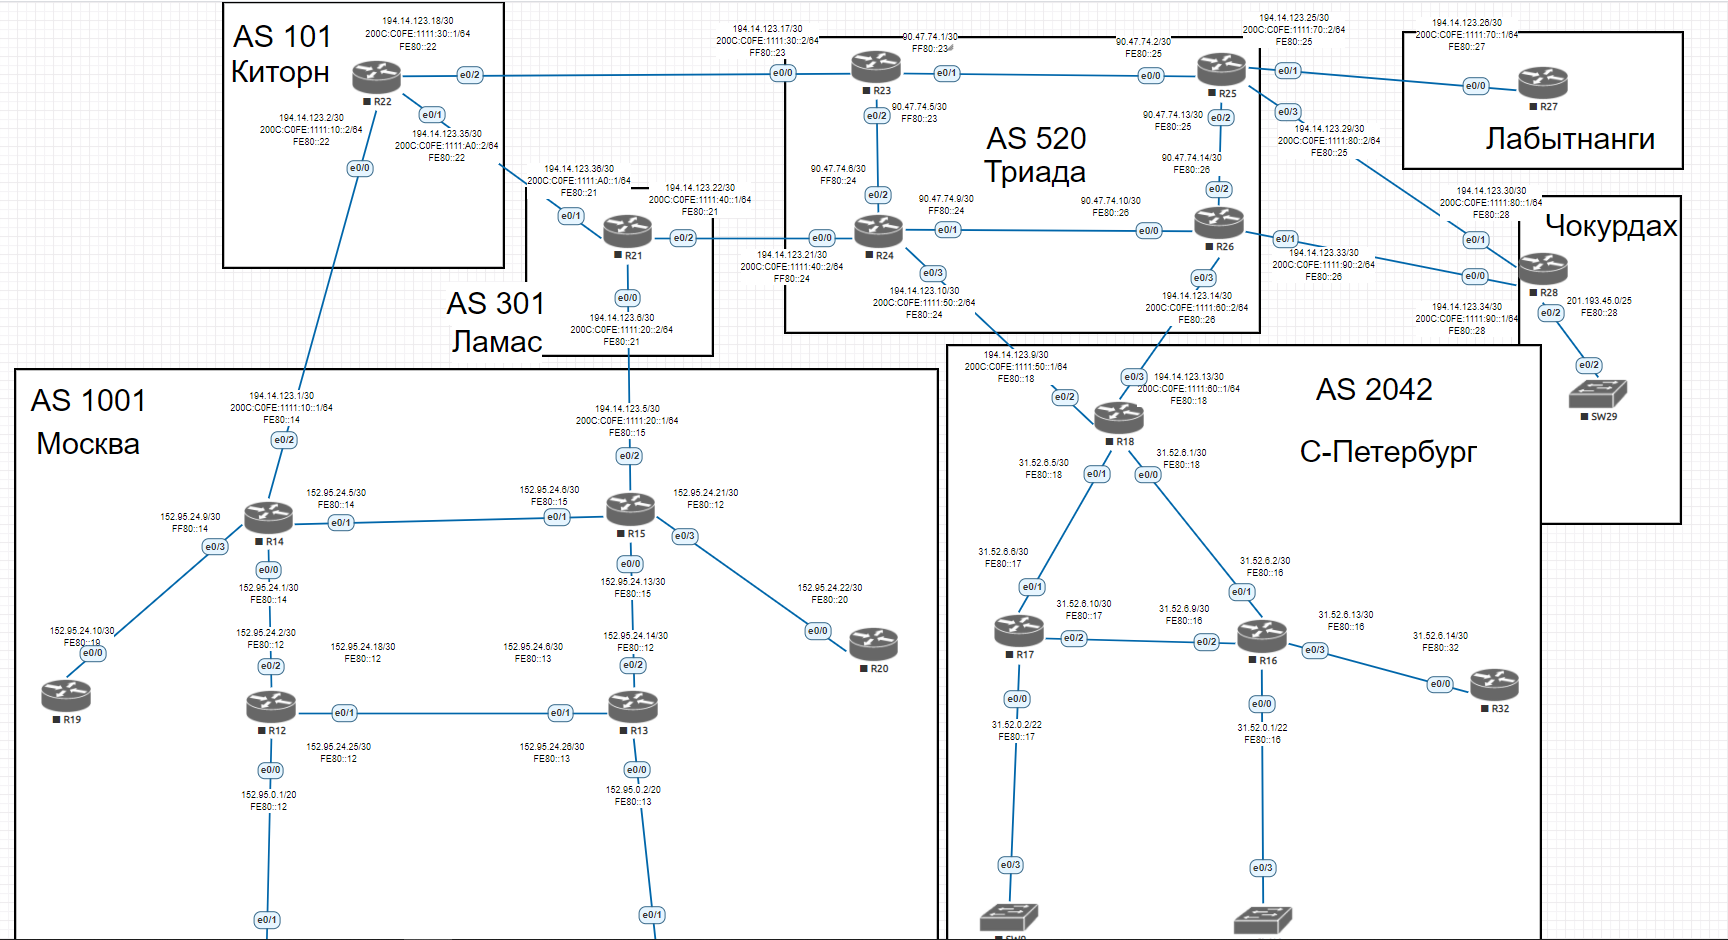 AS 101
Киторн
194.14.123.18/30
200C:C0FE:1111:30::1/64
FE80::22
R22
e0/2
e0/1
e0/0
194.14.123.2/30
200C:C0FE:1111:10::2/64
FE80::22
194.14.123.35/30
200C:C0FE:1111:A0::2/64
FE80::22
194.14.123.17/30
200C:C0FE:1111:30::2/64
FF80::23
e0/0
90.47.74.1/30
FF80::23
R23
e0/1
e0/2
90.47.74.5/30
FF80::23
AS 520
Триада
90.47.74.2/30
FE80::25
e0/0
194.14.123.25/30
200C:C0FE:1111:70::2/64
FE80::25
R25
e0/1
e0/3
e0/2
90.47.74.13/30
FE80::25
194.14.123.29/30
200C:C0FE:1111:80::2/64
FE80::25
194.14.123.26/30
200C:C0FE:1111:70::1/64
FE80::27
e0/0
R27
Лабытнанги
194.14.123.36/30
200C:C0FE:1111:A0::1/64
FE80::21
e0/1
194.14.123.22/30
200C:C0FE:1111:40::1/64
FE80::21
R21
e0/2
e0/0
194.14.123.6/30
200C:C0FE:1111:20::2/64
FE80::21
AS 301
Ламас
90.47.74.6/30
FF80::24
e0/2
e0/0
194.14.123.21/30
200C:C0FE:1111:40::2/64
FF80::24
R24
90.47.74.9/30
FF80::24
e0/1
e0/3
194.14.123.10/30
200C:C0FE:1111:50::2/64
FE80::24
90.47.74.14/30
FE80::26
e0/2
90.47.74.10/30
FE80::26
e0/0
R26
e0/1
e0/3
194.14.123.33/30
200C:C0FE:1111:90::2/64
FE80::26
194.14.123.14/30
200C:C0FE:1111:60::2/64
FE80::26
194.14.123.30/30
200C:C0FE:1111:80::1/64
FE80::28
Чокурдах
e0/1
e0/0
R28
194.14.123.34/30
200C:C0FE:1111:90::1/64
FE80::28
201.193.45.0/25
FE80::28
e0/2
e0/2
SW29
AS 1001
Москва
194.14.123.1/30
200C:C0FE:1111:10::1/64
FE80::14
e0/2
194.14.123.5/30
200C:C0FE:1111:20::1/64
FE80::15
e0/2
152.95.24.9/30
FF80::14
e0/3
R14
152.95.24.5/30
FE80::14
e0/1
e0/0
152.95.24.1/30
FE80::14
152.95.24.6/30
FE80::15
e0/1
R15
152.95.24.21/30
FE80::12
e0/3
e0/0
152.95.24.13/30
FE80::15
152.95.24.22/30
FE80::20
e0/0
R20
152.95.24.10/30
FE80::19
e0/0
R19
152.95.24.2/30
FE80::12
e0/2
152.95.24.18/30
FE80::12
152.95.24.6/30
FE80::13
152.95.24.14/30
FE80::12
e0/2
R12
e0/1
e0/1
R13
152.95.24.25/30
FE80::12
152.95.24.26/30
FE80::13
e0/0
152.95.0.1/20
FE80::12
e0/0
152.95.0.2/20
FE80::13
e0/1
e0/1
AS 2042
С-Петербург
194.14.123.9/30
200C:C0FE:1111:50::1/64
FE80::18
e0/2
e0/3
194.14.123.13/30
200C:C0FE:1111:60::1/64
FE80::18
R18
31.52.6.5/30
FE80::18
e0/1
e0/0
31.52.6.1/30
FE80::18
31.52.6.6/30
FE80::17
e0/1
31.52.6.2/30
FE80::16
e0/1
R17
31.52.6.10/30
FE80::17
e0/2
31.52.6.9/30
FE80::16
e0/2
R16
31.52.6.13/30
FE80::16
e0/3
31.52.6.14/30
FE80::32
e0/0
R32
e0/0
31.52.0.2/22
FE80::17
e0/0
31.52.0.1/22
FE80::16
e0/3
e0/3